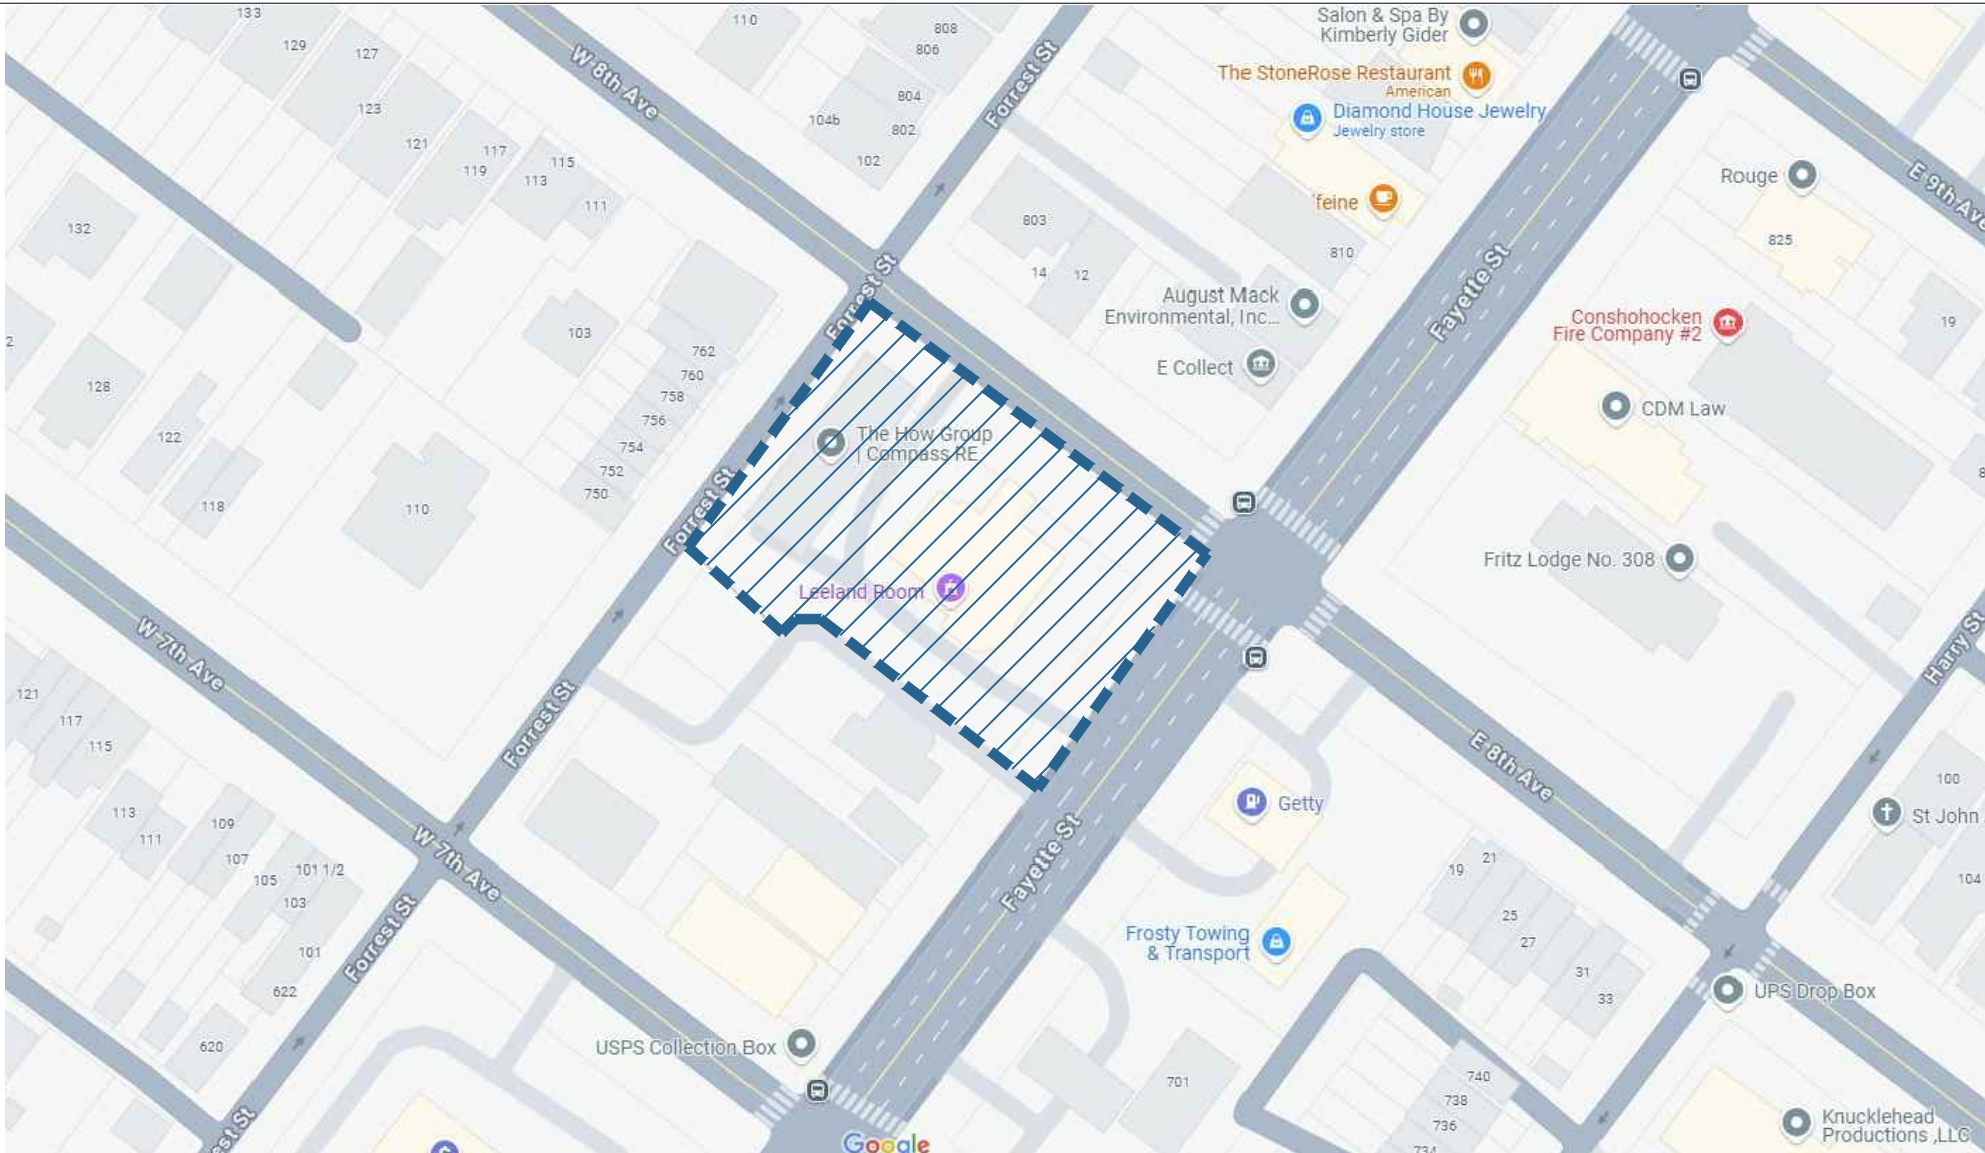 133
129
127
123
121
117
119
115
113
111
132
128
122
118
110
103
762
760
758
756
754
752
750
W 8th Ave
110
808
806
804
802
104b
102
Forrest St
803
14
12
Salon & Spa By
Kimberly Gider
The StoneRose Restaurant
American
Diamond House Jewelry
Jewelry store
feine
810
August Mack
Environmental, Inc...
E Collect
Fayette St
E 9th Ave
Rouge
825
Conshohocken
Fire Company #2
19
CDM Law
Fritz Lodge No. 308
Harry St
Forrest St
Forrest St
The How Group
| Compass RE
Leeland Room
W 7th Ave
121
117
115
113
111
109
107
105
101 1/2
103
101
622
620
Forrest St
W 7th Ave
Forrest St
est St
USPS Collection Box
Google
Fayette St
Getty
Frosty Towing
& Transport
701
E 8th Ave
19
21
25
27
31
33
740
738
736
734
100
St John
104
UPS Drop Box
Knucklehead
Productions ,LLC